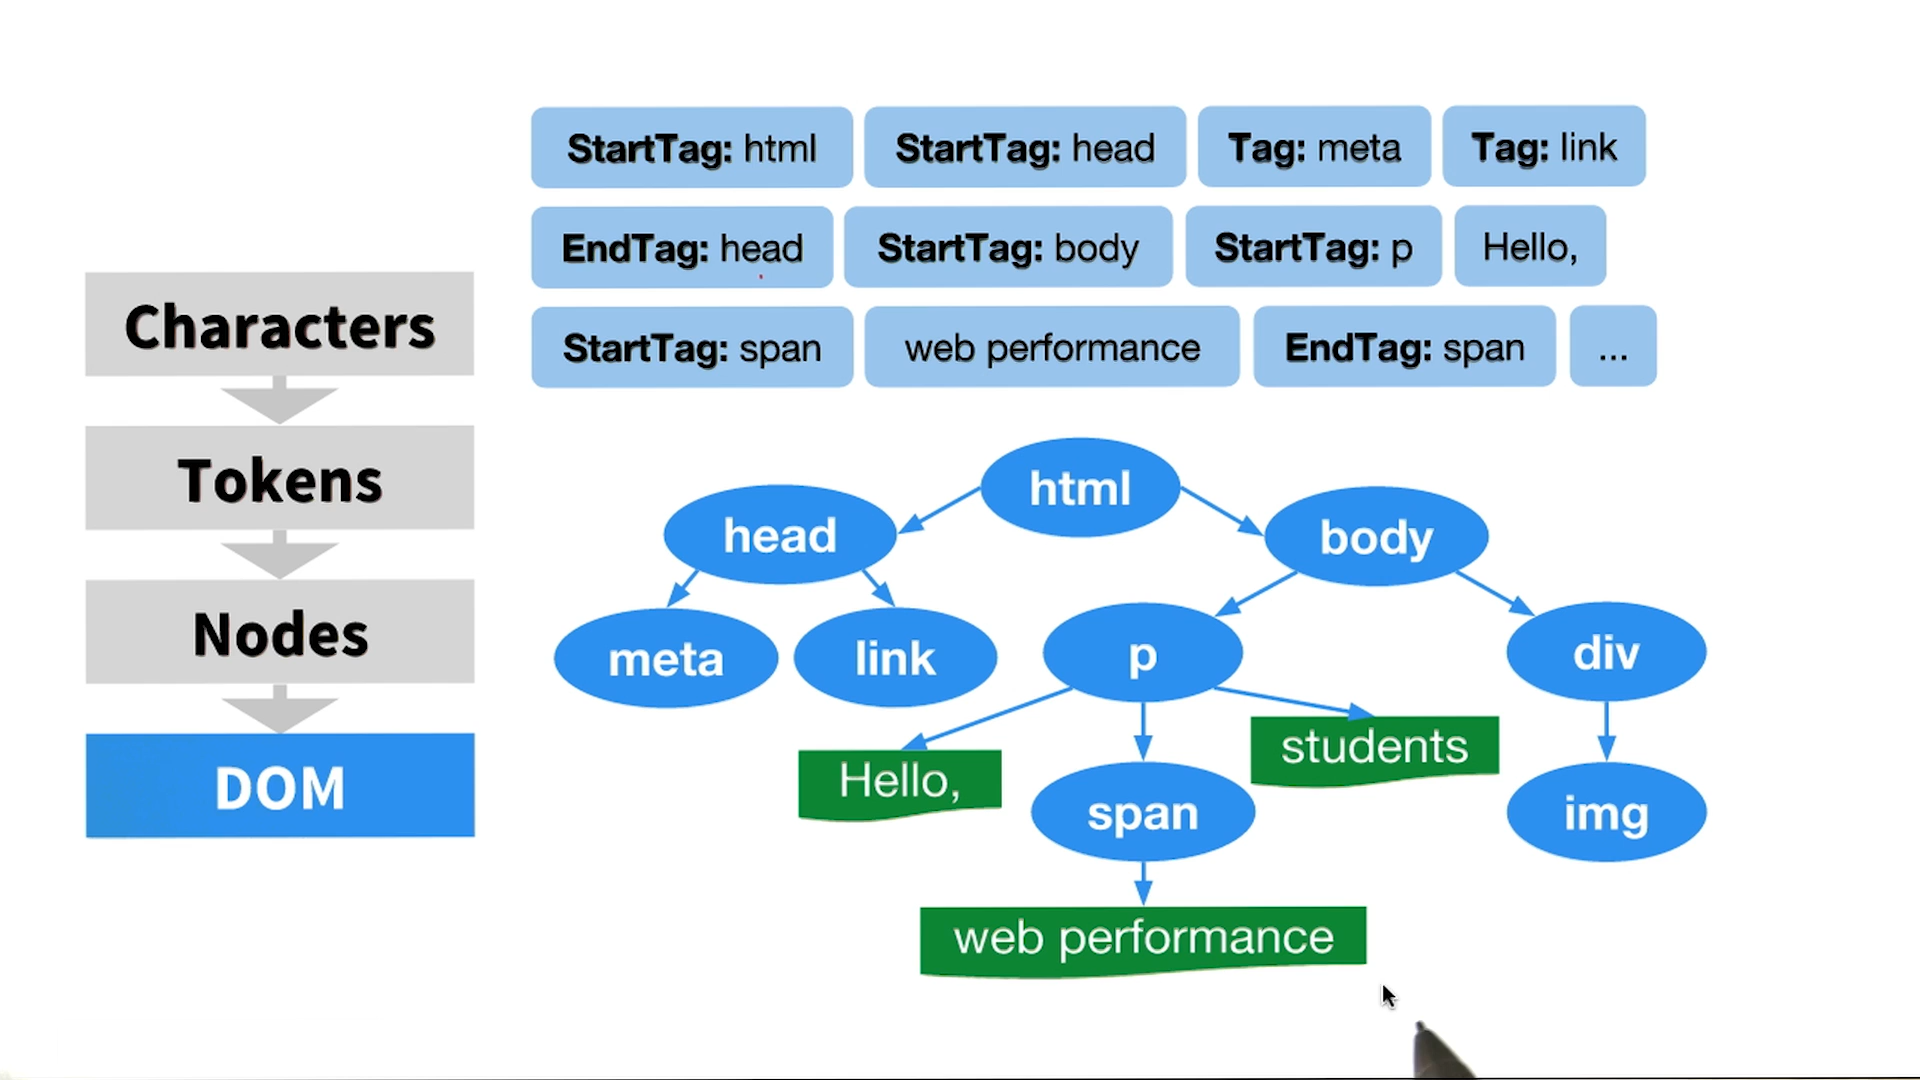 StartTag: html StartTag: head Tag: meta Tag: link
EndTag: head StartTag: body StartTag: p Hello,
StartTag: span web performance EndTag: span ...
Characters
Tokens
Nodes
DOM
html
head body
meta link p div
Hello, students
span img
web performance